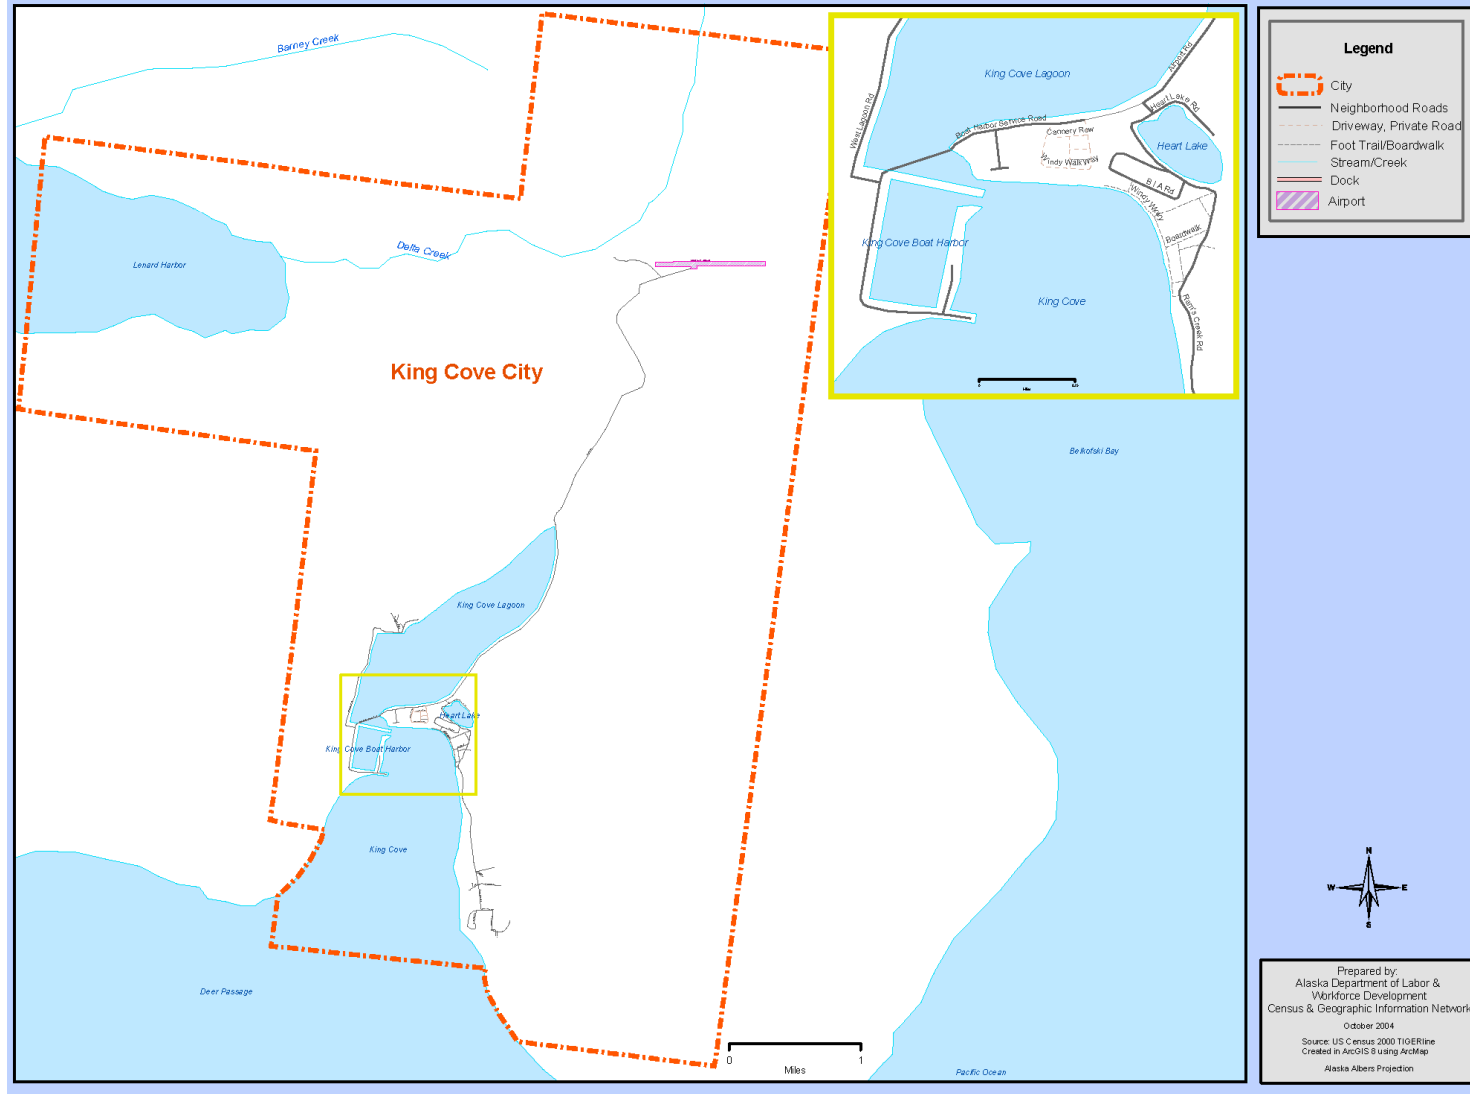 Barney Creek
Delta Creek
Lenard Harbor
King Cove City
King Cove Lagoon
Heart Lake
King Cove Boat Harbor
King Cove
Deer Passage
Belkofski Bay
Pacific Ocean
0 1
Miles
King Cove Lagoon
Airport Rd
West Lagoon Rd
Heart Lake Rd
Boat Harbor Service Road
Cannery Row
Windy Walk Way
Heart Lake
B I A Rd
Windy Walk
Boardwalk
King Cove Boat Harbor
King Cove
Ram's Creek Rd
Legend
City
Neighborhood Roads
Driveway, Private Road
Foot Trail/Boardwalk
Stream/Creek
Dock
Airport
N
W E
S
Prepared by:
Alaska Department of Labor &
Workforce Development
Census & Geographic Information Network
October 2004
Source: US Census 2000 TIGERline
Created in ArcGIS 8 using ArcMap
Alaska Albers Projection